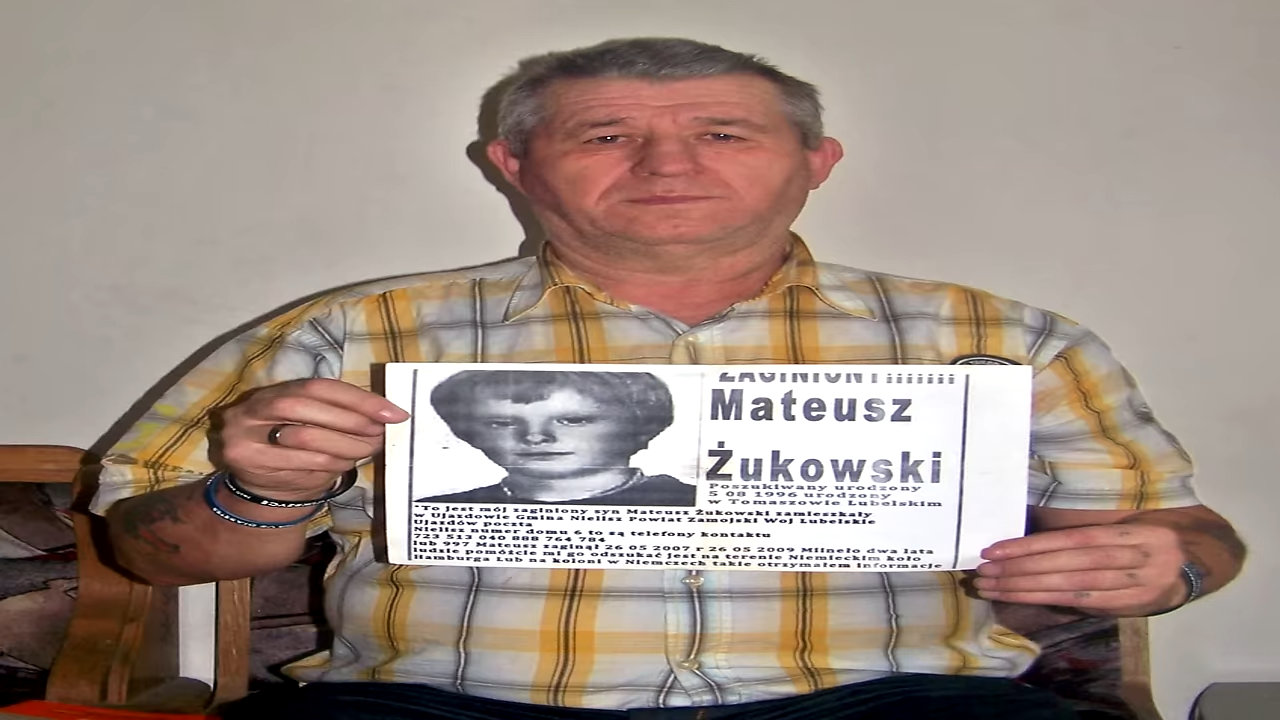 ZAGINIONY!!!!!!!!
Mateusz
Żukowski
Poszukiwany urodzony
5 08 1996 urodzony
w Tomaszowie Lubelskim
"To jest mój zaginiony syn Mateusz Żukowski zamieszkały
w Ujazdowie Gmina Nielisz Powiat Zamojski Woj Lubelskie
Ujazdów poczta
Nielisz numer domu 6 to są telefony kontaktu
723 513 040 888 764 784
lub 997 Mateusz zaginął 26 05 2007 r 26 05 2009 Miineło dwa lata
ludzie pomóżcie mi go odszukać jest na terenie Niemieckim koło
Hamburga Lub na koloni w Niemczech takie otrzymałem informacje